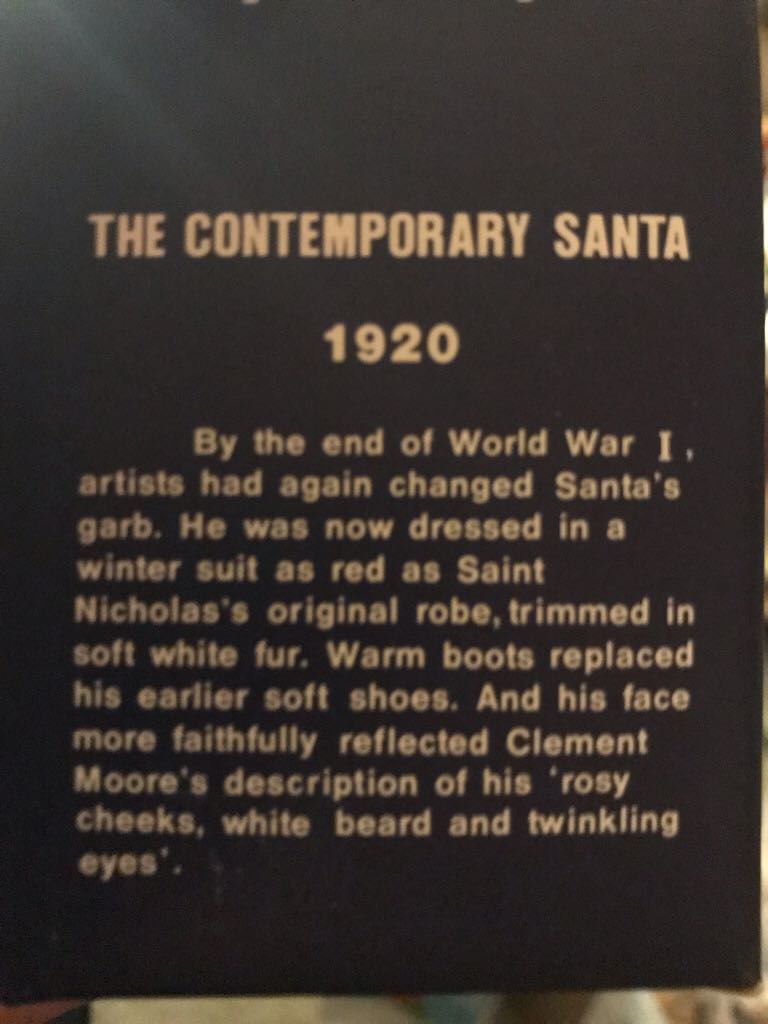 THE CONTEMPORARY SANTA
1920
By the end of World War I,
artists had again changed Santa's
garb. He was now dressed in a
winter suit as red as Saint
Nicholas's original robe, trimmed in
soft white fur. Warm boots replaced
his earlier soft shoes. And his face
more faithfully reflected Clement
Moore's description of his 'rosy
cheeks, white beard and twinkling
eyes'.